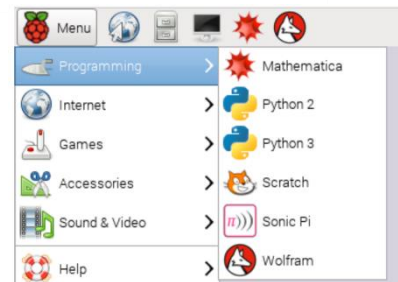 Menu
Programming
Internet
Games
Accessories
Sound & Video
Help
Mathematica
Python 2
Python 3
Scratch
π))) Sonic Pi
Wolfram